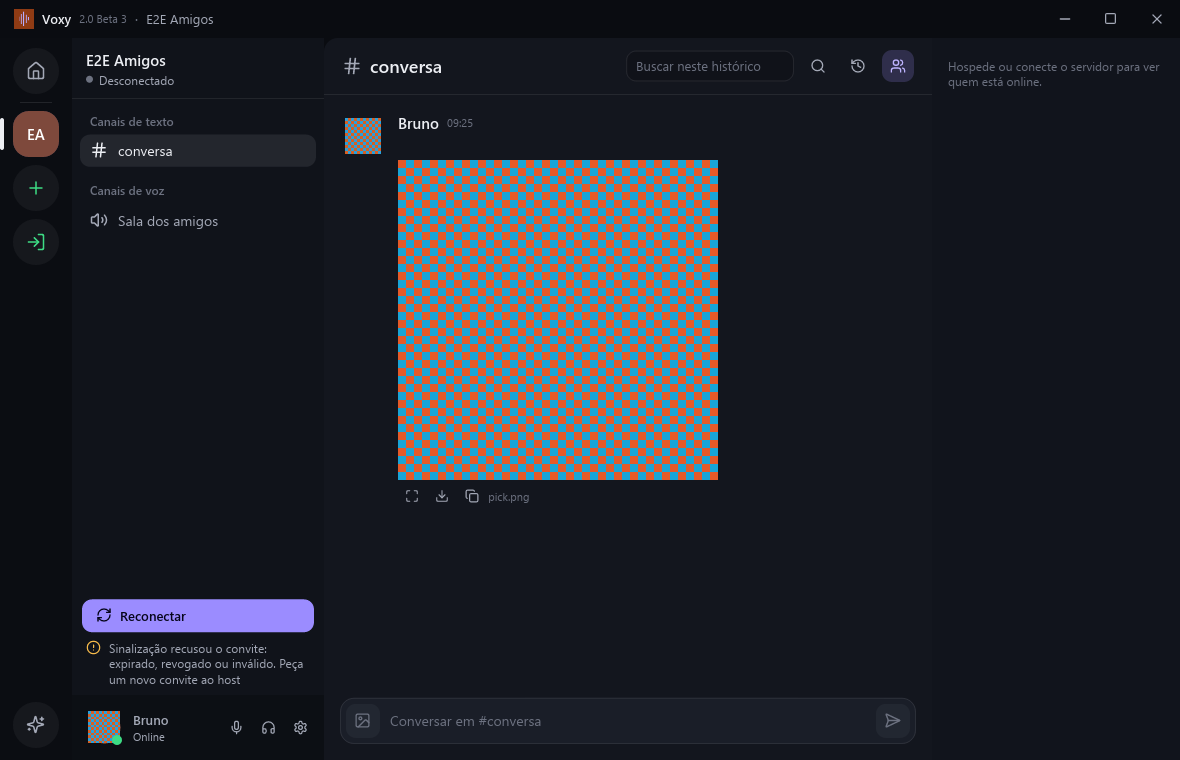 Voxy 2.0 Beta 3 · E2E Amigos
E2E Amigos
Desconectado
EA
Canais de texto
conversa
Canais de voz
Sala dos amigos
Reconectar
Sinalização recusou o convite:
expirado, revogado ou inválido. Peça
um novo convite ao host
Bruno
Online
# conversa
Buscar neste histórico
Bruno 09:25
pick.png
Conversar em #conversa
Hospede ou conecte o servidor para ver
quem está online.